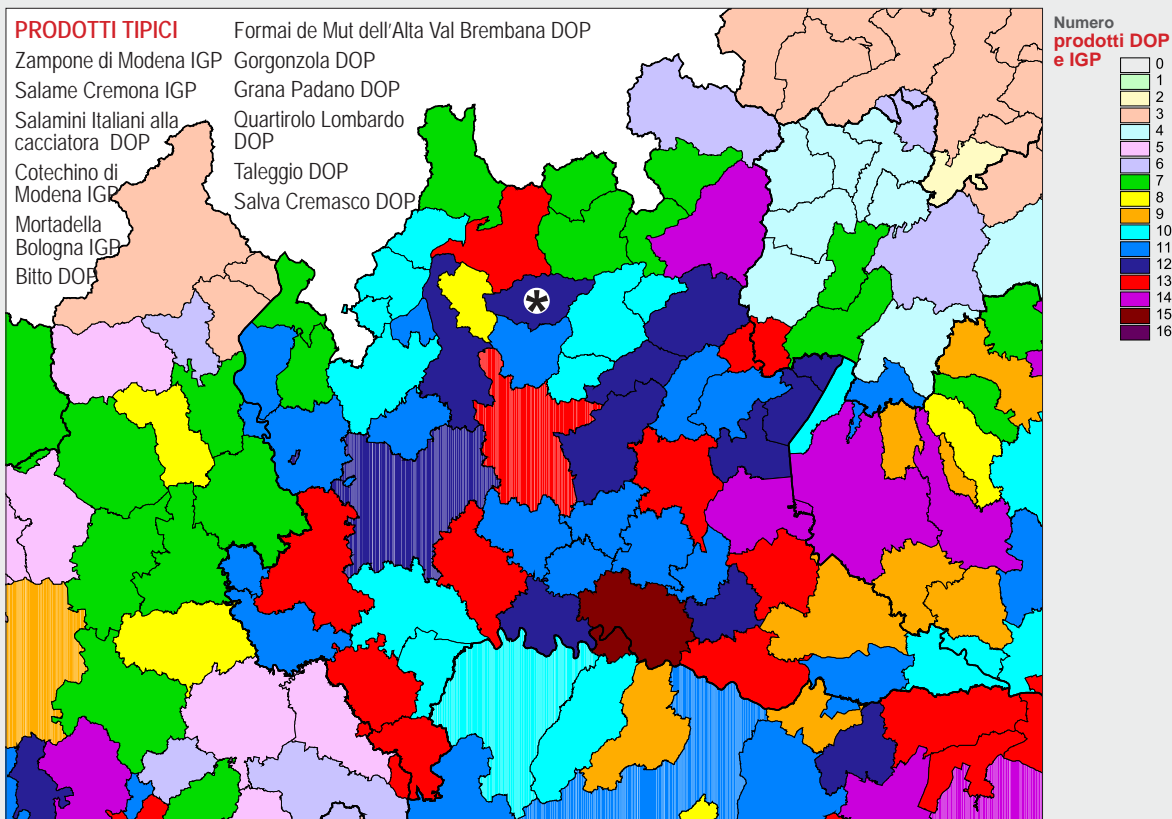 PRODOTTI TIPICI
Zampone di Modena IGP
Salame Cremona IGP
Salamini Italiani alla
cacciatora DOP
Cotechino di
Modena IGP
Mortadella
Bologna IGP
Bitto DOP
Formai de Mut dell'Alta Val Brembana DOP
Gorgonzola DOP
Grana Padano DOP
Quartirolo Lombardo
DOP
Taleggio DOP
Salva Cremasco DOP
Numero
prodotti DOP
e IGP
0
1
2
3
4
5
6
7
8
9
10
11
12
13
14
15
16